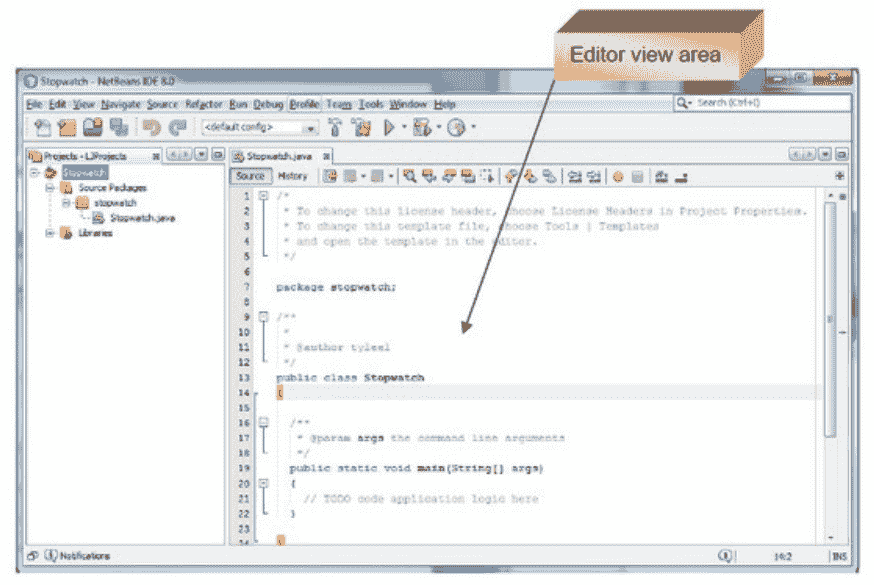 Editor view area
Stopwatch - NetBeans IDE 8.0
File Edit View Navigate Source Refactor Run Debug Profile Team Tools Window Help
Search (Ctrl+I)
<default config>
Projects - LJProjects
Stopwatch.java
Stopwatch
Source Packages
stopwatch
Stopwatch.java
Libraries
Source History
1 /*
2 * To change this license header, choose License Headers in Project Properties.
3 * To change this template file, choose Tools | Templates
4 * and open the template in the editor.
5 */
6
7 package stopwatch;
8
9 /**
10 *
11 * @author tyleel
12 */
13 public class Stopwatch
14 {
15
16 /**
17 * @param args the command line arguments
18 */
19 public static void main(String[] args)
20 {
21 // TODO code application logic here
22 }
23
24 }
Notifications
14:2 INS